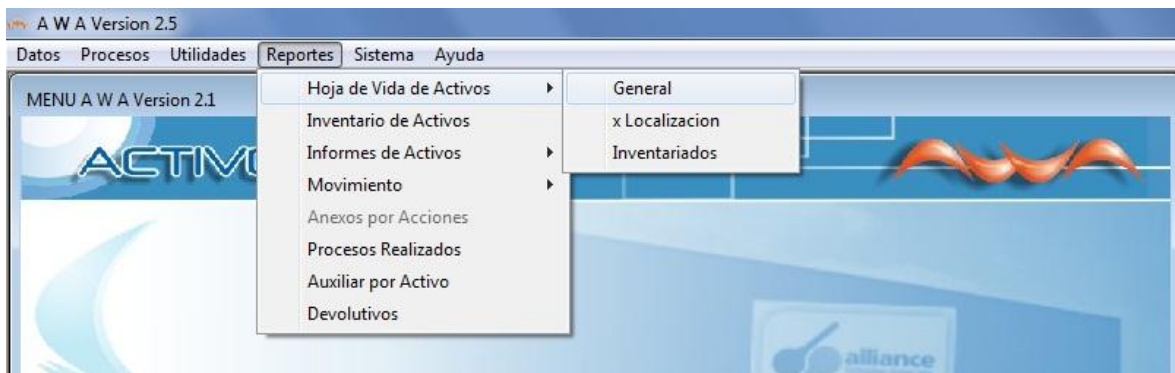 A W A Version 2.5
Datos Procesos Utilidades Reportes Sistema Ayuda
MENU A W A Version 2.1
Hoja de Vida de Activos
General
Inventario de Activos
x Localizacion
Informes de Activos
Inventariados
Movimiento
Anexos por Acciones
Procesos Realizados
Auxiliar por Activo
Devolutivos
alliance